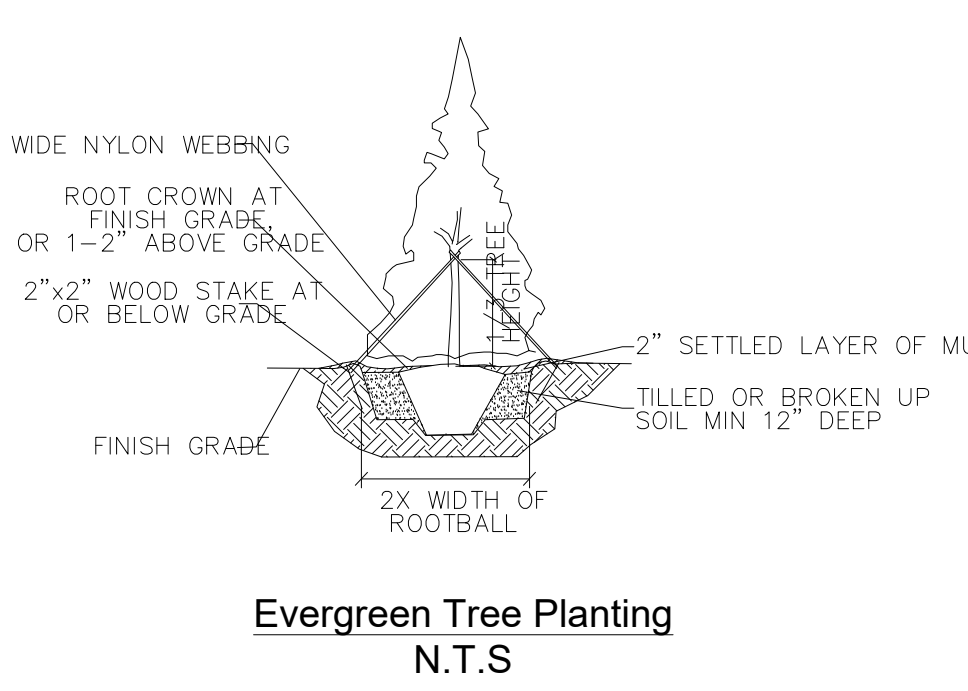 WIDE NYLON WEBBING
ROOT CROWN AT
FINISH GRADE,
OR 1-2" ABOVE GRADE
2"x2" WOOD STAKE AT
OR BELOW GRADE
FINISH GRADE
1/3 TREE
HEIGHT
2" SETTLED LAYER OF
TILLED OR BROKEN UP
SOIL MIN 12" DEEP
2X WIDTH OF
ROOTBALL
Evergreen Tree Planting
N.T.S